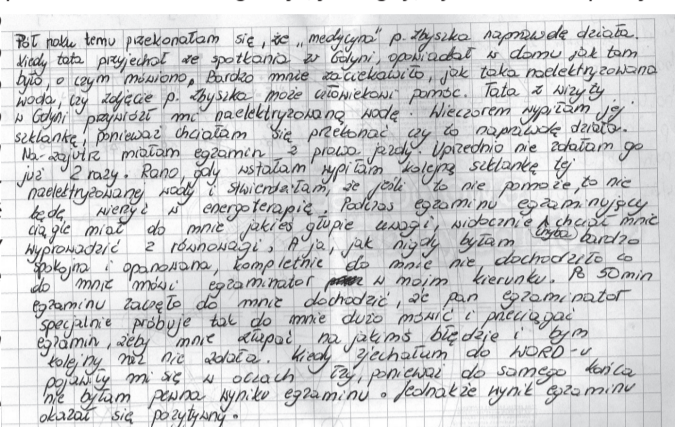 Pół roku temu przekonałam się, że „medycyna" p. Zbyszka naprawdę działa.
Kiedy tata przyjechał ze spotkania w Gdyni, opowiadał w domu jak tam
było, o czym mówiono. Bardzo mnie zaciekawiło, jak taka naelektryzowana
woda, czy zdjęcie p. Zbyszka może człowiekowi pomóc. Tata z wizyty
w Gdyni przywiózł mi naelektryzowaną wodę. Wieczorem wypiłam jej
szklankę, ponieważ chciałam się przekonać czy to naprawdę działa.
Na zajutrz miałam egzamin z prawa jazdy. Uprzednio nie zdałam go
już 2 razy. Rano, gdy wstałam wypiłam kolejną szklankę tej
naelektryzowanej wody i stwierdziłam, że jeśli to nie pomoże, to nie
będę wierzyć w energoterapię. Podczas egzaminu egzaminujący
ciągle miał do mnie jakieś głupie uwagi, widocznie chciał mnie
wyprowadzić z równowagi. A ja, jak nigdy byłam chyba bardzo
spokojna i opanowana, kompletnie do mnie nie dochodziło co
do mnie mówi egzaminator w moim kierunku. Po 50 min
egzaminu zaczęło do mnie dochodzić, że pan egzaminator
specjalnie próbuje tak do mnie dużo mówić i przeciągać
egzamin, żeby mnie złapać na jakimś błędzie i bym
kolejny raz nie zdała. Kiedy zjechałam do WORD-u
pojawiły mi się w oczach łzy, ponieważ do samego końca
nie byłam pewna wyniku egzaminu. Jednakże wynik egzaminu
okazał się pozytywny.